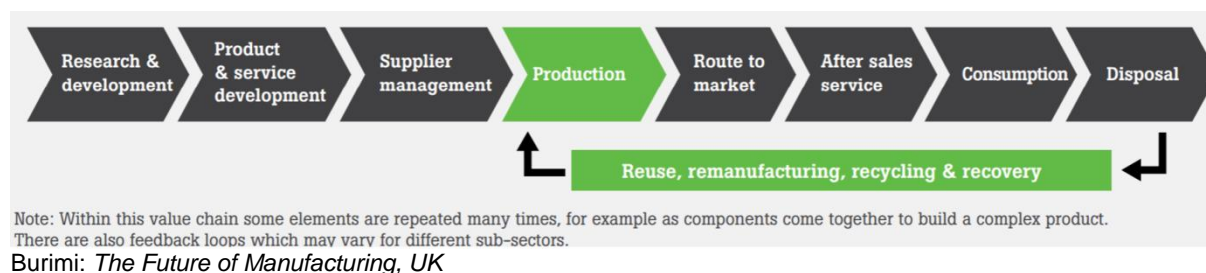 Research &
development
Product
& service
development
Supplier
management
Production
Route to
market
After sales
service
Consumption
Disposal
Reuse, remanufacturing, recycling & recovery
Note: Within this value chain some elements are repeated many times, for example as components come together to build a complex product.
There are also feedback loops which may vary for different sub-sectors.
Burimi: The Future of Manufacturing, UK